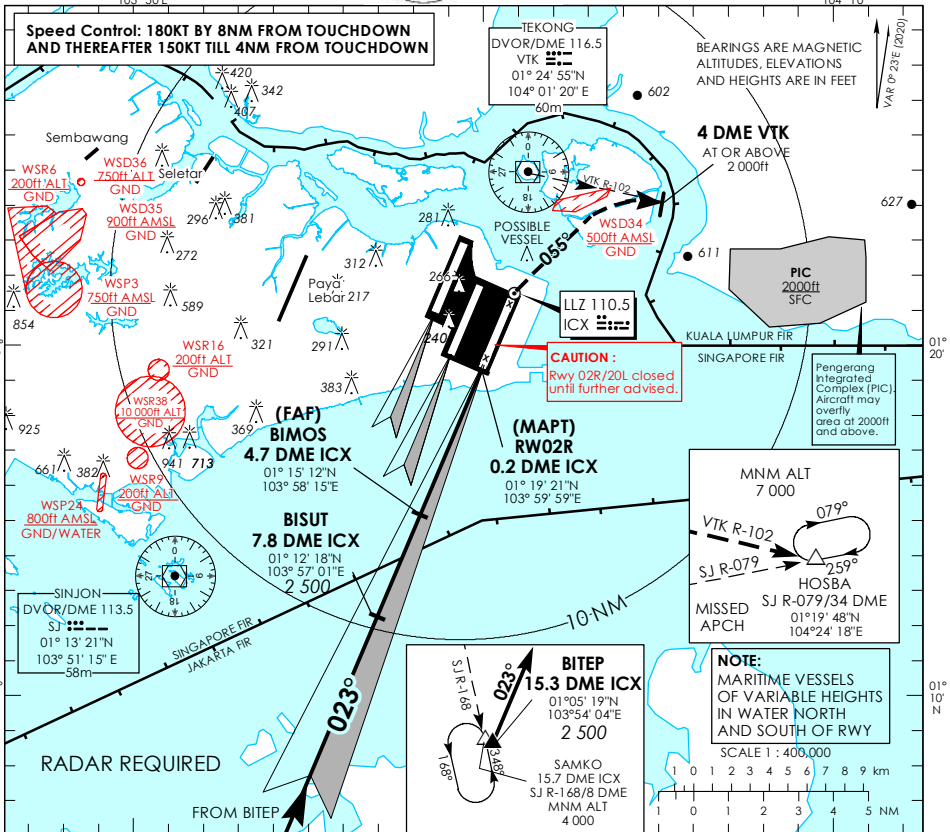 Speed Control: 180KT BY 8NM FROM TOUCHDOWN
AND THEREAFTER 150KT TILL 4NM FROM TOUCHDOWN
TEKONG
DVOR/DME 116.5
VTK
01° 24' 55"N
104° 01' 20" E
60m
BEARINGS ARE MAGNETIC
ALTITUDES, ELEVATIONS
AND HEIGHTS ARE IN FEET
VAR 0° 23'E (2020)
420
342
407
602
4 DME VTK
AT OR ABOVE
2 000ft
Sembawang
WSR6
200ft ALT
GND
WSD36
750ft ALT
GND
Seletar
WSD35
900ft AMSL
GND
296
381
272
281
0
9
18
27
VTK R-102
627
POSSIBLE
VESSEL
WSD34
500ft AMSL
GND
055°
611
312
266
PIC
2000ft
SFC
WSP3
750ft AMSL
GND
Paya
Lebar
217
589
854
LLZ 110.5
ICX
321
291
240
KUALA LUMPUR FIR
SINGAPORE FIR
01°
20'
WSR16
200ft ALT
GND
CAUTION :
Rwy 02R/20L closed
until further advised.
Pengerang
Integrated
Complex (PIC).
Aircraft may
overfly
area at 2000ft
and above.
383
WSR38
10 000ft ALT
GND
369
925
(FAF)
BIMOS
4.7 DME ICX
01° 15' 12"N
103° 58' 15"E
(MAPT)
RW02R
0.2 DME ICX
01° 19' 21"N
103° 59' 59"E
661
382
941
713
WSR9
200ft ALT
GND
WSP24
800ft AMSL
GND/WATER
BISUT
7.8 DME ICX
01° 12' 18"N
103° 57' 01"E
2 500
MNM ALT
7 000
VTK R-102
079°
SJ R-079
259°
HOSBA
SJ R-079/34 DME
01°19' 48"N
104°24' 18"E
MISSED
APCH
0
9
18
27
SINJON
DVOR/DME 113.5
SJ
01° 13' 21"N
103° 51' 15" E
58m
SINGAPORE FIR
JAKARTA FIR
10 NM
023°
SJ R-168
023°
BITEP
15.3 DME ICX
01°05' 19"N
103°54' 04"E
2 500
168°
348°
SAMKO
15.7 DME ICX
SJ R-168/8 DME
MNM ALT
4 000
NOTE:
MARITIME VESSELS
OF VARIABLE HEIGHTS
IN WATER NORTH
AND SOUTH OF RWY
01°
10'
N
SCALE 1 : 400,000
1 0 1 2 3 4 5 6 7 8 9 km
1 0 1 3 5 NM
RADAR REQUIRED
FROM BITEP